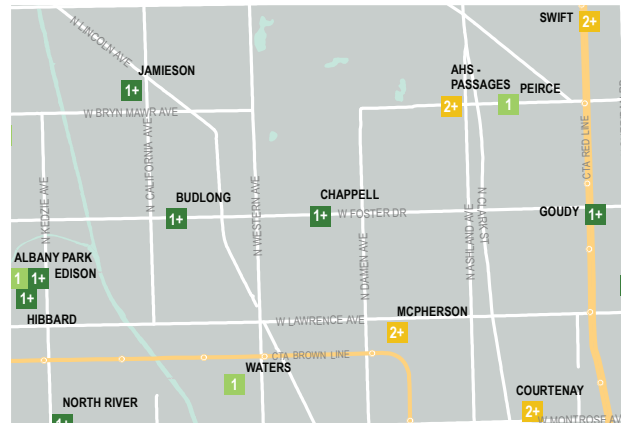 SWIFT
2+
N LINCOLN AVE
JAMIESON
1+
AHS -
PASSAGES
2+
PEIRCE
1
W BRYN MAWR AVE
CTA RED LINE
N CALIFORNIA AVE
N KEDZIE AVE
BUDLONG
1+
N WESTERN AVE
CHAPPELL
1+
W FOSTER DR
N DAMEN AVE
N ASHLAND AVE
N CLARK ST
GOUDY
1+
ALBANY PARK
1
1+
EDISON
1+
HIBBARD
W LAWRENCE AVE
MCPHERSON
2+
CTA BROWN LINE
WATERS
1
COURTENAY
2+
NORTH RIVER
1+
W MONTROSE AV